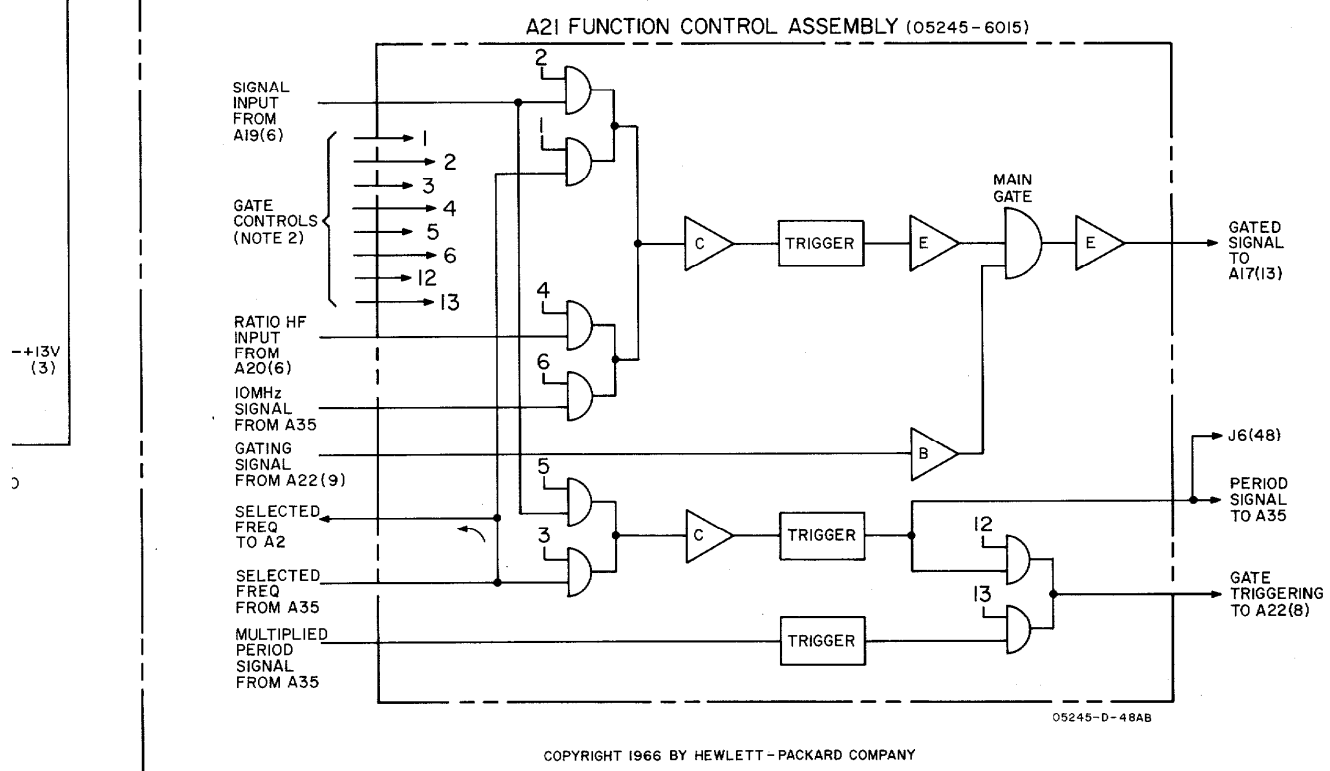 A21 FUNCTION CONTROL ASSEMBLY (05245-6015)
SIGNAL
INPUT
FROM
A19(6)
GATE
CONTROLS
(NOTE 2)
1
2
3
4
5
6
12
13
RATIO HF
INPUT
FROM
A20(6)
10MHz
SIGNAL
FROM A35
GATING
SIGNAL
FROM A22(9)
SELECTED
FREQ
TO A2
SELECTED
FREQ
FROM A35
MULTIPLIED
PERIOD
SIGNAL
FROM A35
-+13V
(3)
2
1
4
6
5
3
C
TRIGGER
E
MAIN
GATE
E
B
C
TRIGGER
12
13
TRIGGER
GATED
SIGNAL
TO
A17(13)
J6(48)
PERIOD
SIGNAL
TO A35
GATE
TRIGGERING
TO A22(8)
05245-D-48AB
COPYRIGHT 1966 BY HEWLETT-PACKARD COMPANY